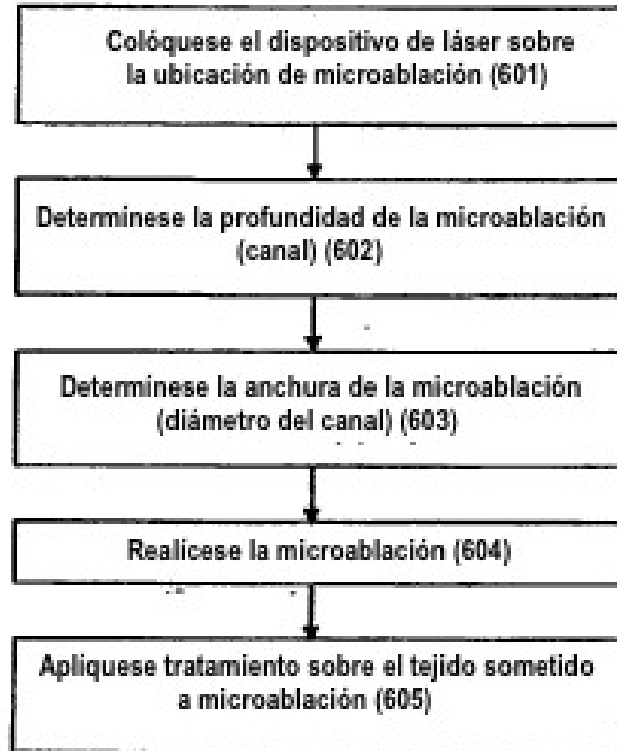 Colóquese el dispositivo de láser sobre
la ubicación de microablación (601)
Determínese la profundidad de la microablación
(canal) (602)
Determínese la anchura de la microablación
(diámetro del canal) (603)
Realícese la microablación (604)
Aplíquese tratamiento sobre el tejido sometido
a microablación (605)